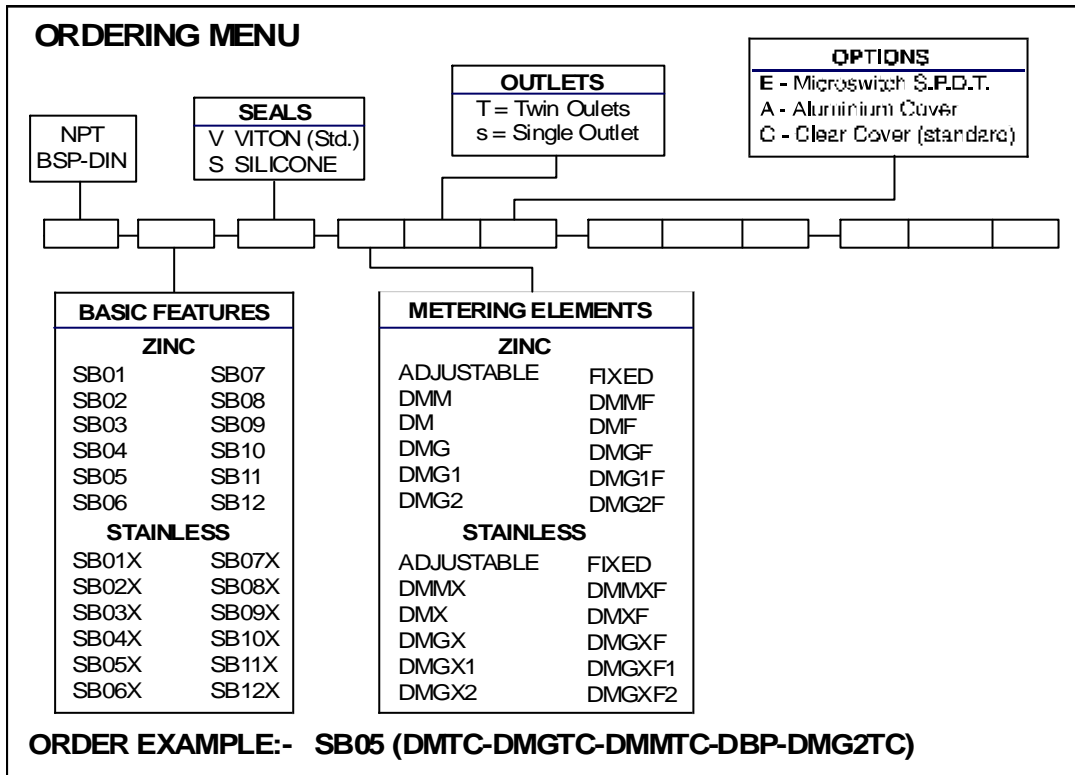 ORDERING MENU
NPT
BSP-DIN
SEALS
V VITON (Std.)
S SILICONE
OUTLETS
T = Twin Oulets
s = Single Outlet
OPTIONS
E - Microswitch S.P.D.T.
A - Aluminium Cover
C - Clear Cover (standard)
BASIC FEATURES
ZINC
SB01 SB07
SB02 SB08
SB03 SB09
SB04 SB10
SB05 SB11
SB06 SB12
STAINLESS
SB01X SB07X
SB02X SB08X
SB03X SB09X
SB04X SB10X
SB05X SB11X
SB06X SB12X
METERING ELEMENTS
ZINC
ADJUSTABLE FIXED
DMM DMMF
DM DMF
DMG DMGF
DMG1 DMG1F
DMG2 DMG2F
STAINLESS
ADJUSTABLE FIXED
DMMX DMMXF
DMX DMXF
DMGX DMGXF
DMGX1 DMGXF1
DMGX2 DMGXF2
ORDER EXAMPLE:- SB05 (DMTC-DMGTC-DMMTC-DBP-DMG2TC)